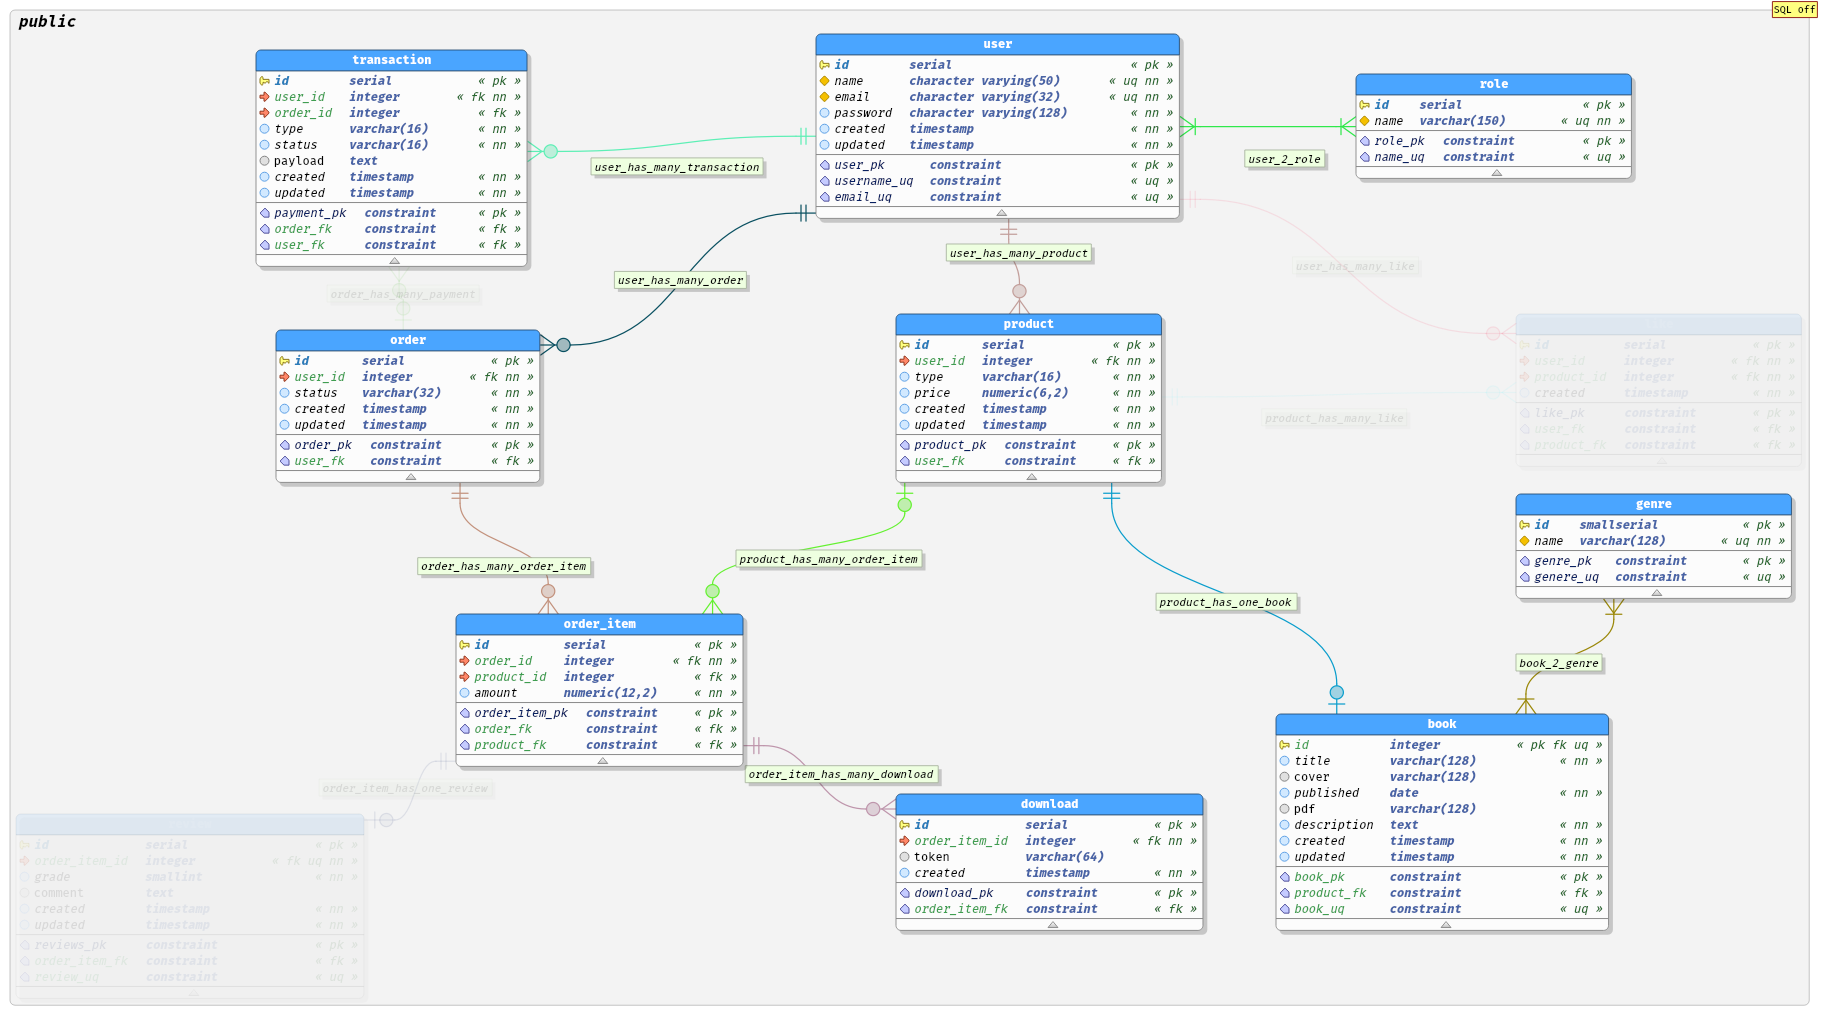 public
SQL off
transaction
id serial « pk »
user_id integer « fk nn »
order_id integer « fk »
type varchar(16) « nn »
status varchar(16) « nn »
payload text
created timestamp « nn »
updated timestamp « nn »
payment_pk constraint « pk »
order_fk constraint « fk »
user_fk constraint « fk »
user
id serial « pk »
name character varying(50) « uq nn »
email character varying(32) « uq nn »
password character varying(128) « nn »
created timestamp « nn »
updated timestamp « nn »
user_pk constraint « pk »
username_uq constraint « uq »
email_uq constraint « uq »
role
id serial « pk »
name varchar(150) « uq nn »
role_pk constraint « pk »
name_uq constraint « uq »
user_has_many_transaction
user_2_role
user_has_many_order
user_has_many_product
user_has_many_like
order_has_many_payment
order
id serial « pk »
user_id integer « fk nn »
status varchar(32) « nn »
created timestamp « nn »
updated timestamp « nn »
order_pk constraint « pk »
user_fk constraint « fk »
product
id serial « pk »
user_id integer « fk nn »
type varchar(16) « nn »
price numeric(6,2) « nn »
created timestamp « nn »
updated timestamp « nn »
product_pk constraint « pk »
user_fk constraint « fk »
id serial « pk »
user_id integer « fk nn »
product_id integer « fk nn »
created timestamp « nn »
like_pk constraint « pk »
user_fk constraint « fk »
product_fk constraint « fk »
product_has_many_like
genre
id smallserial « pk »
name varchar(128) « uq nn »
genre_pk constraint « pk »
genere_uq constraint « uq »
order_has_many_order_item
product_has_many_order_item
product_has_one_book
book_2_genre
order_item
id serial « pk »
order_id integer « fk nn »
product_id integer « fk »
amount numeric(12,2) « nn »
order_item_pk constraint « pk »
order_fk constraint « fk »
product_fk constraint « fk »
order_item_has_one_review
order_item_has_many_download
book
id integer « pk fk uq »
title varchar(128) « nn »
cover varchar(128)
published date « nn »
pdf varchar(128)
description text « nn »
created timestamp « nn »
updated timestamp « nn »
book_pk constraint « pk »
product_fk constraint « fk »
book_uq constraint « uq »
download
id serial « pk »
order_item_id integer « fk nn »
token varchar(64)
created timestamp « nn »
download_pk constraint « pk »
order_item_fk constraint « fk »
id serial « pk »
order_item_id integer « fk uq nn »
grade smallint « nn »
comment text
created timestamp « nn »
updated timestamp « nn »
reviews_pk constraint « pk »
order_item_fk constraint « fk »
review_uq constraint « uq »